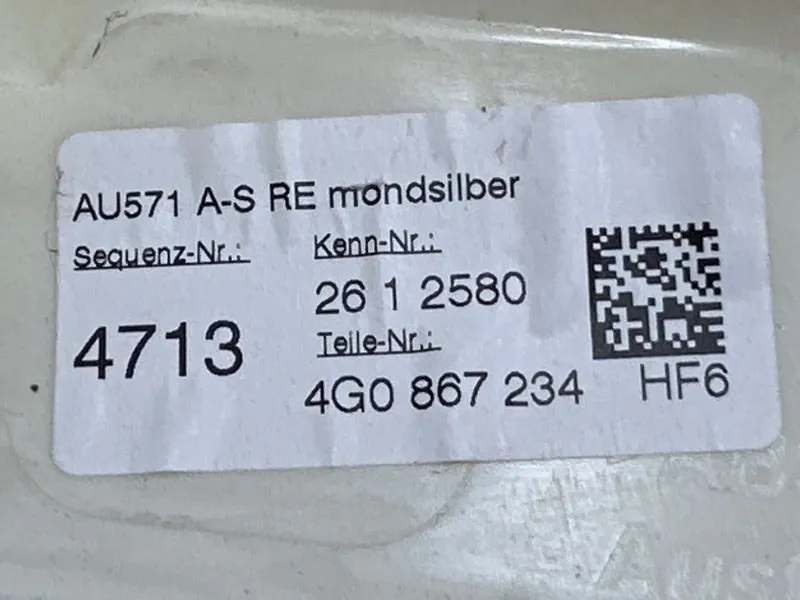 AU571 A-S RE mondsilber
Sequenz-Nr.: Kenn-Nr.:
26 1 2580
4713
Teile-Nr.:
4G0 867 234 HF6